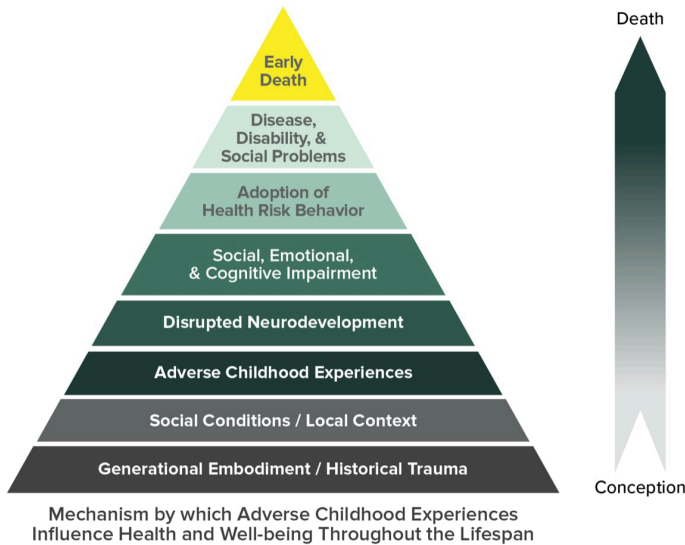 Early
Death
Disease,
Disability, &
Social Problems
Adoption of
Health Risk Behavior
Social, Emotional,
& Cognitive Impairment
Disrupted Neurodevelopment
Adverse Childhood Experiences
Social Conditions / Local Context
Generational Embodiment / Historical Trauma
Mechanism by which Adverse Childhood Experiences
Influence Health and Well-being Throughout the Lifespan
Death
Conception